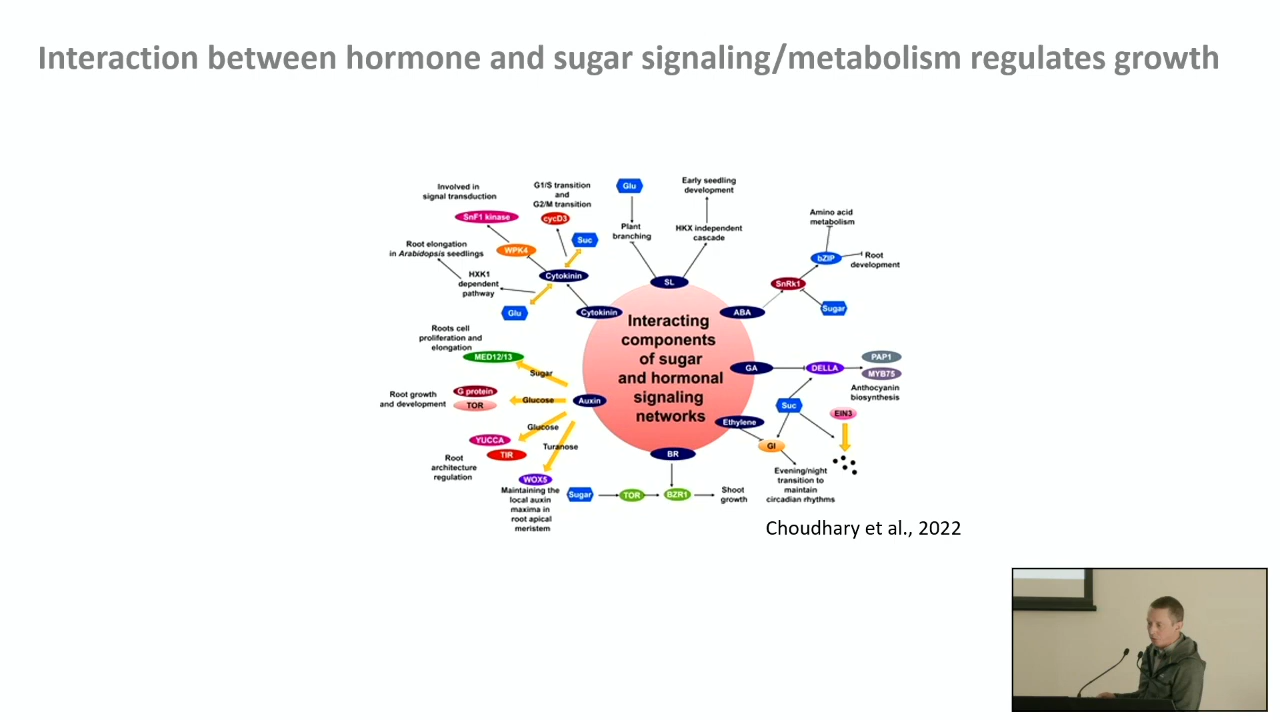 Interaction between hormone and sugar signaling/metabolism regulates growth
Involved in
signal transduction
SnF1 kinase
WPK4
G1/S transition
and
G2/M transition
cycD3
Suc
Root elongation
in Arabidopsis seedlings
HXK1
dependent
pathway
Cytokinin
Glu
Cytokinin
Glu
Plant
branching
Early seedling
development
HKX independent
cascade
SL
Amino acid
metabolism
bZIP
Root
development
SnRk1
Sugar
ABA
Interacting
components
of sugar
and hormonal
signaling
networks
Roots cell
proliferation and
elongation
MED12/13
Sugar
Root growth
and development
G protein
TOR
Glucose
Auxin
Glucose
YUCCA
TIR
Root
architecture
regulation
Turanose
WOX5
Maintaining the
local auxin
maxima in
root apical
meristem
GA
DELLA
PAP1
MYB75
Anthocyanin
biosynthesis
Suc
EIN3
Ethylene
GI
Evening/night
transition to
maintain
circadian rhythms
BR
Sugar
TOR
BZR1
Shoot
growth
Choudhary et al., 2022